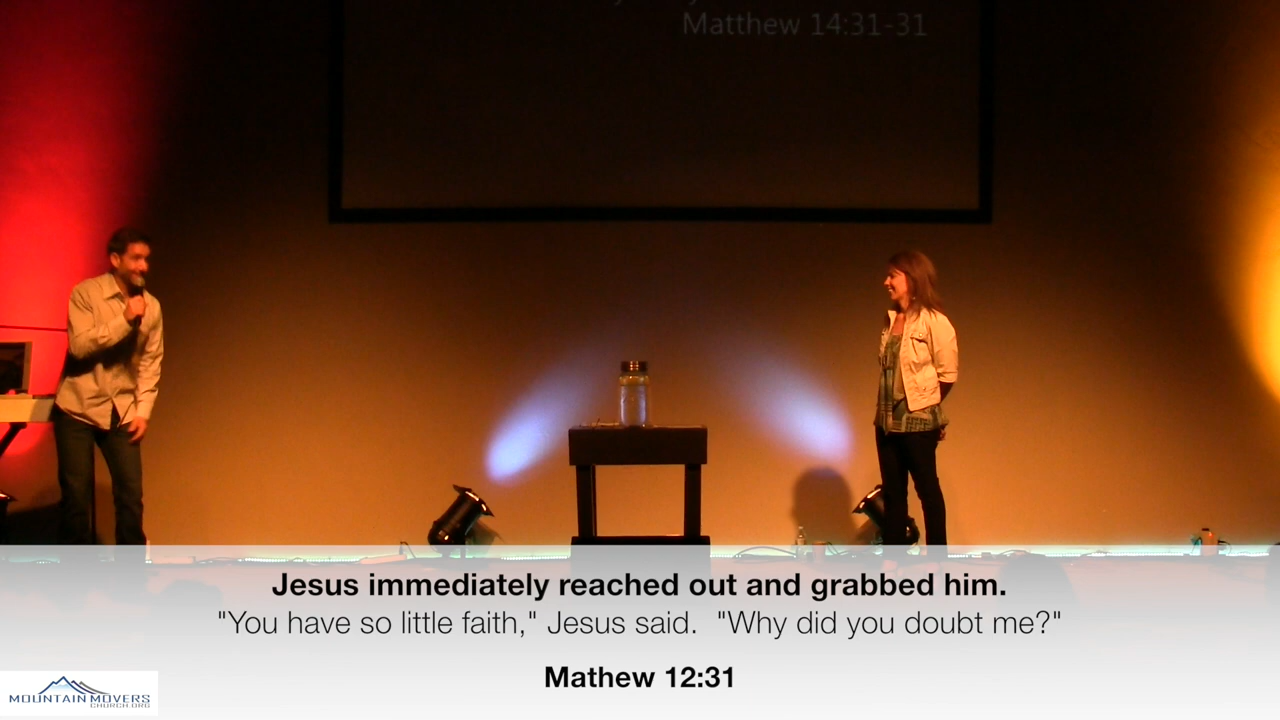 Matthew 14:31-31
Jesus immediately reached out and grabbed him.
"You have so little faith," Jesus said.  "Why did you doubt me?"
Mathew 12:31
MOUNTAIN MOVERS
CHURCH.ORG